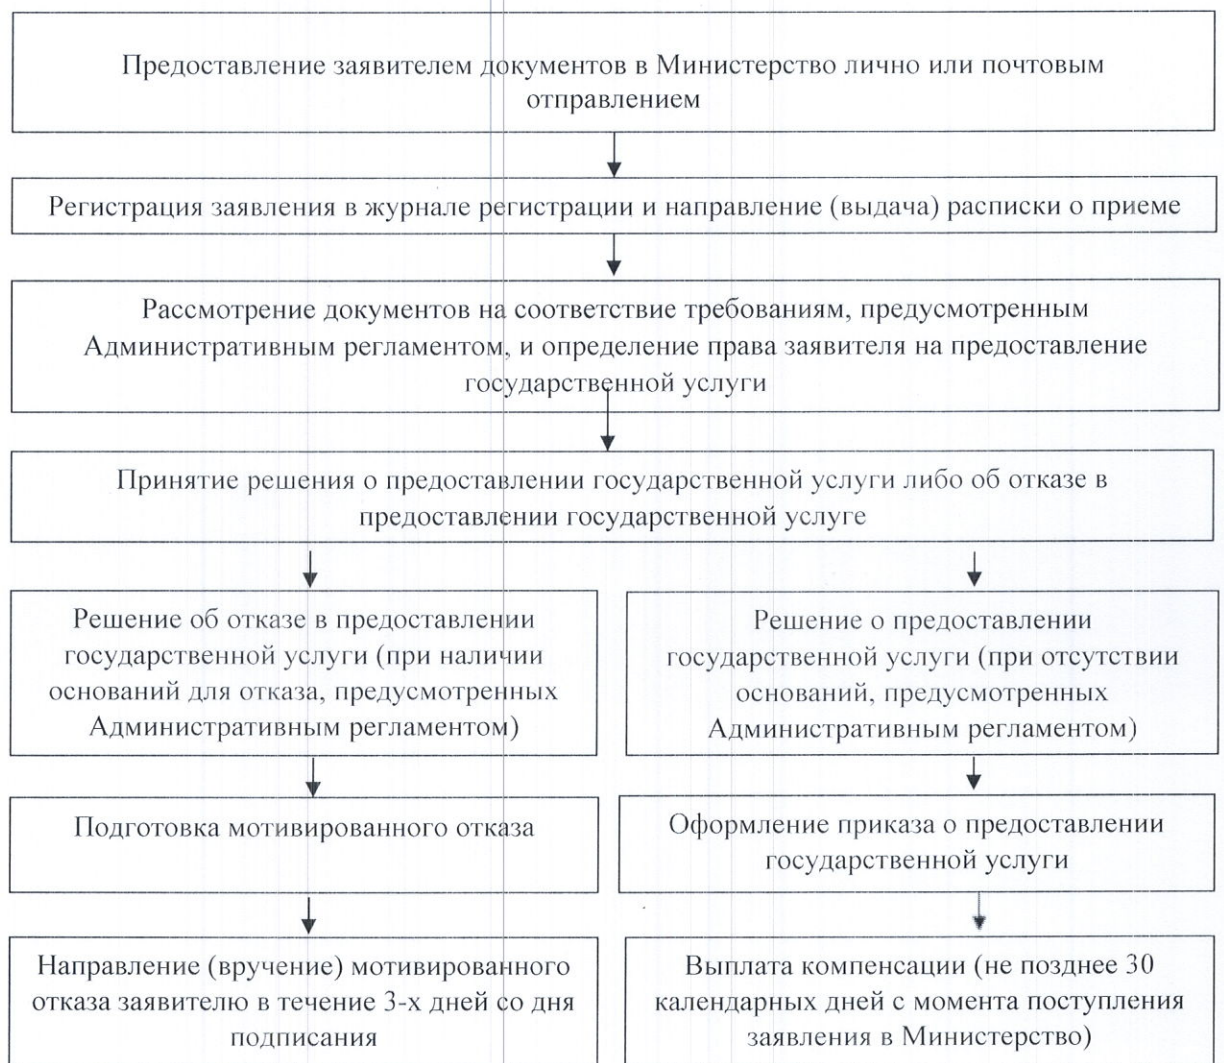 Предоставление заявителем документов в Министерство лично или почтовым
отправлением
Регистрация заявления в журнале регистрации и направление (выдача) расписки о приеме
Рассмотрение документов на соответствие требованиям, предусмотренным
Административным регламентом, и определение права заявителя на предоставление
государственной услуги
Принятие решения о предоставлении государственной услуги либо об отказе в
предоставлении государственной услуге
Решение об отказе в предоставлении
государственной услуги (при наличии
оснований для отказа, предусмотренных
Административным регламентом)
Решение о предоставлении
государственной услуги (при отсутствии
оснований, предусмотренных
Административным регламентом)
Подготовка мотивированного отказа
Оформление приказа о предоставлении
государственной услуги
Направление (вручение) мотивированного
отказа заявителю в течение 3-х дней со дня
подписания
Выплата компенсации (не позднее 30
календарных дней с момента поступления
заявления в Министерство)